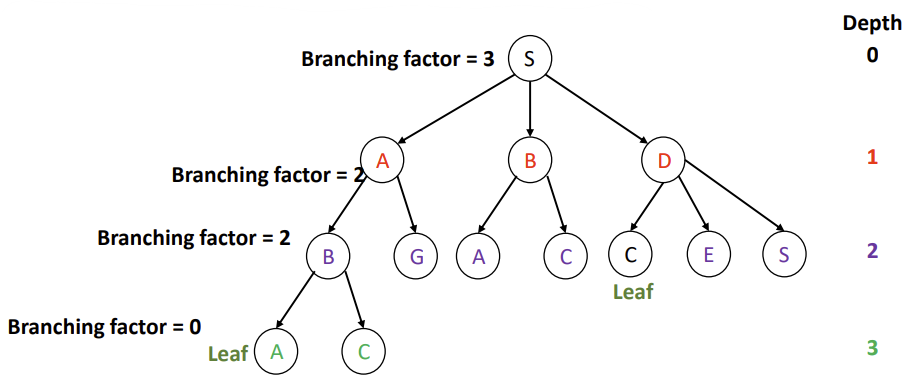 Depth
Branching factor = 3 S 0
A B D 1
Branching factor = 2
Branching factor = 2 B G A C C E S 2
Leaf
Branching factor = 0
Leaf A C 3